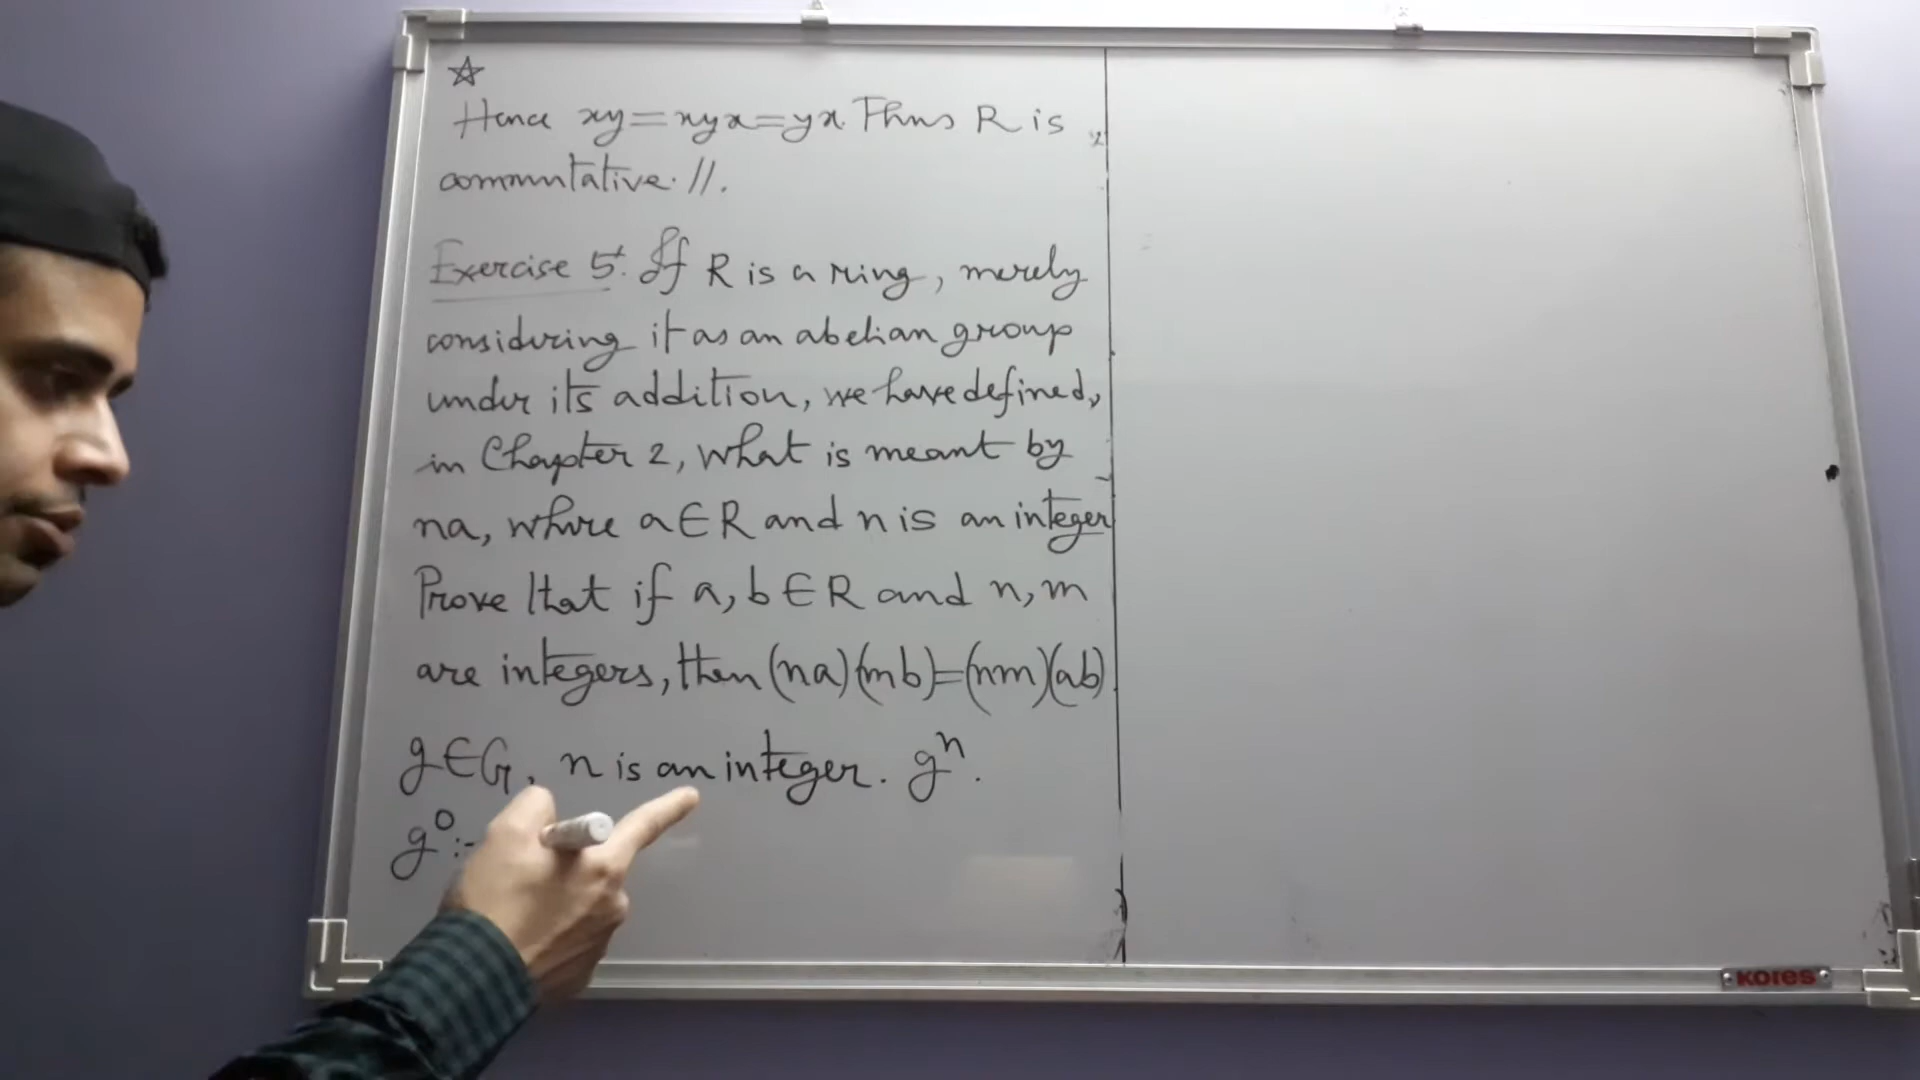 ☆
Hence xy=xyx=yx. Thus R is
commutative. //.
Exercise 5: If R is a ring, merely
considering it as an abelian group
under its addition, we have defined,
in Chapter 2, what is meant by
na, where a∈R and n is an integer
Prove that if a, b∈R and n, m
are integers, then (na)(mb)=(nm)(ab)
g∈G, n is an integer. gⁿ.
g⁰:-
KORES